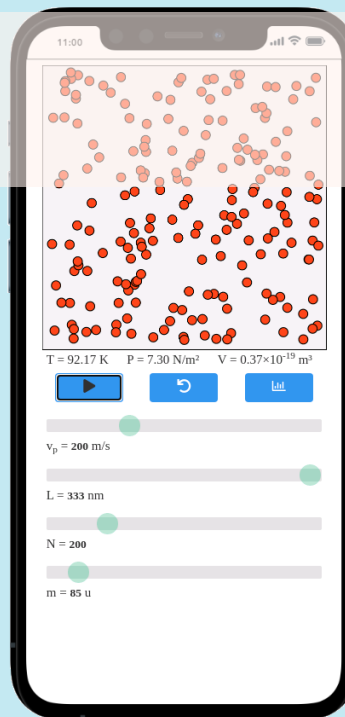 11:00
T = 92.17 K P = 7.30 N/m² V = 0.37×10⁻¹⁹ m³
vₚ = 200 m/s
L = 333 nm
N = 200
m = 85 u